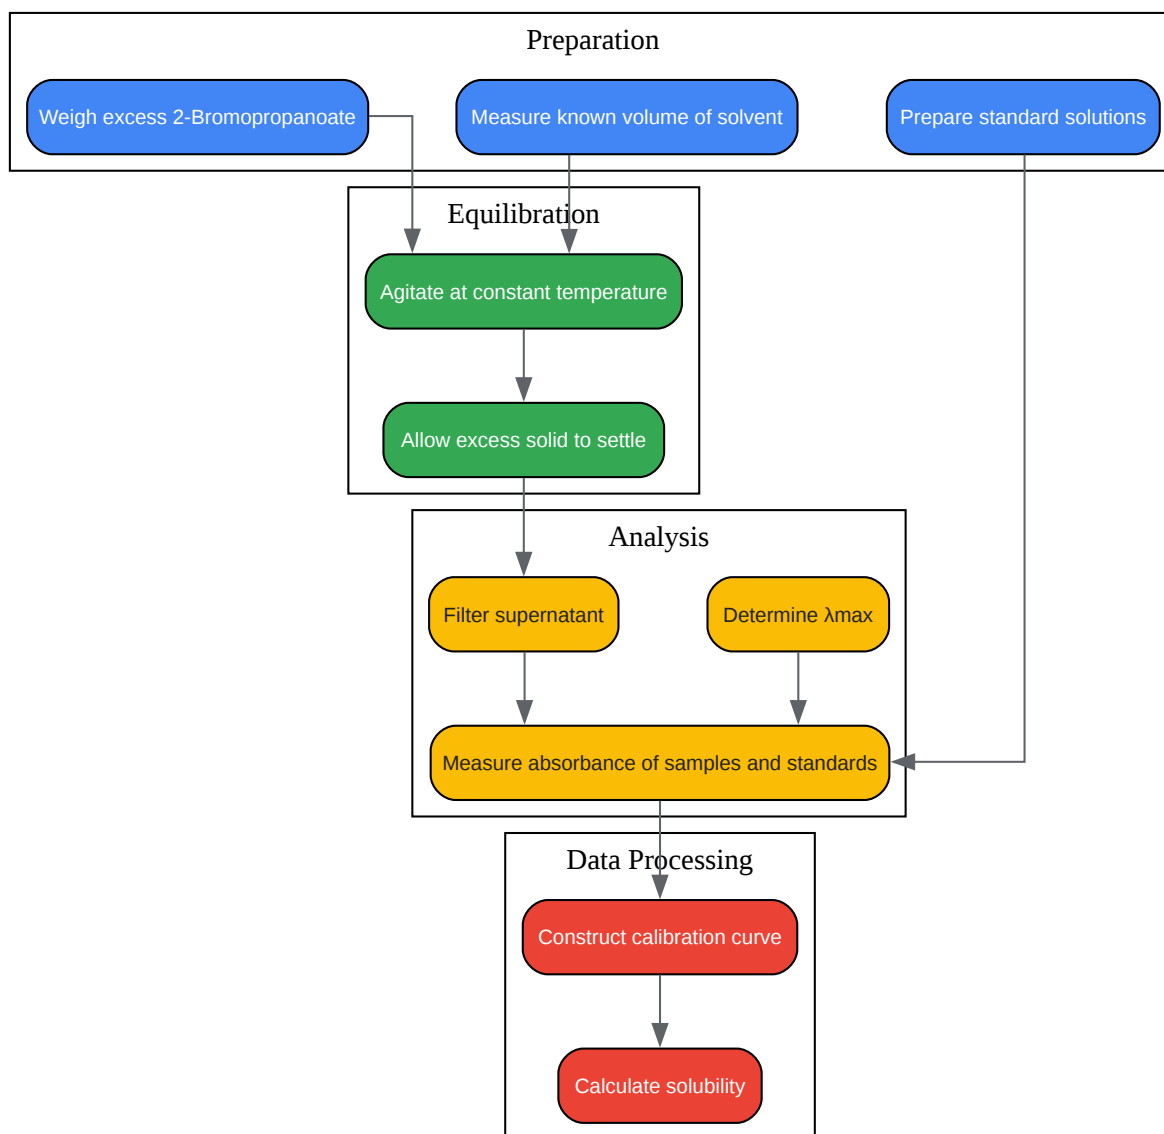 Preparation
Weigh excess 2-Bromopropanoate
Measure known volume of solvent
Prepare standard solutions
Equilibration
Agitate at constant temperature
Allow excess solid to settle
Analysis
Filter supernatant
Determine λmax
Measure absorbance of samples and standards
Data Processing
Construct calibration curve
Calculate solubility